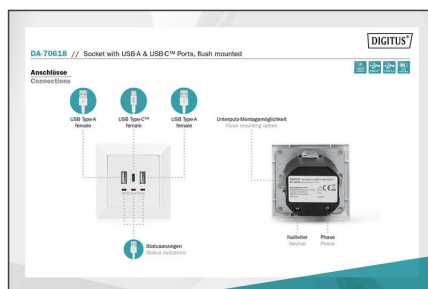 DIGITUS®
DA-70618 // Socket with USB-A & USB-C™ Ports, flush mounted
Anschlüsse
Connections
USB Type-A
female
USB Type-C™
female
USB Type-A
female
Unterputz-Montagemöglichkeit
Flush mounting option
Statusanzeigen
Status indicators
Nullleiter
Neutral
Phase
Phase